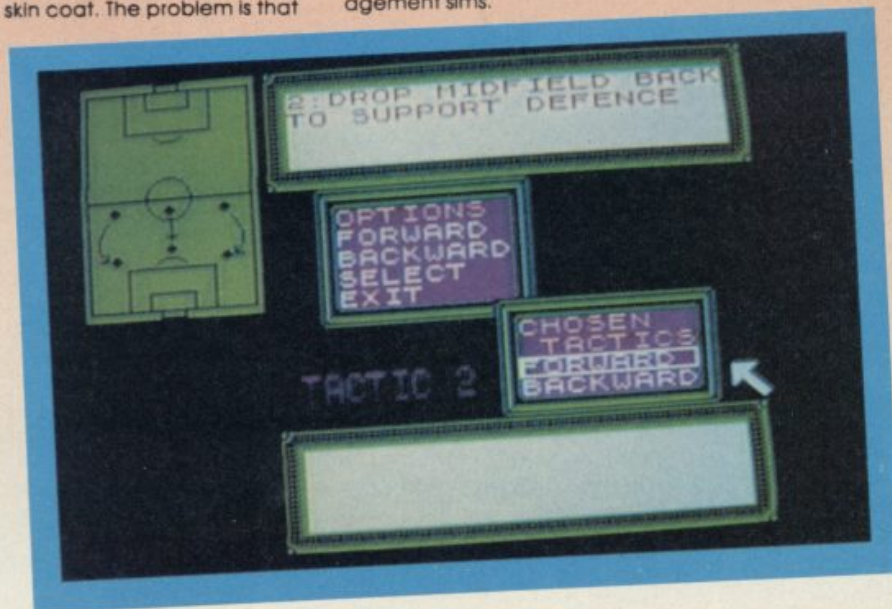 skin coat. The problem is that
agement sims.
2:DROP MIDFIELD BACK
TO SUPPORT DEFENCE
OPTIONS
FORWARD
BACKWARD
SELECT
EXIT
CHOSEN
TACTICS
FORWARD
BACKWARD
TACTIC 2